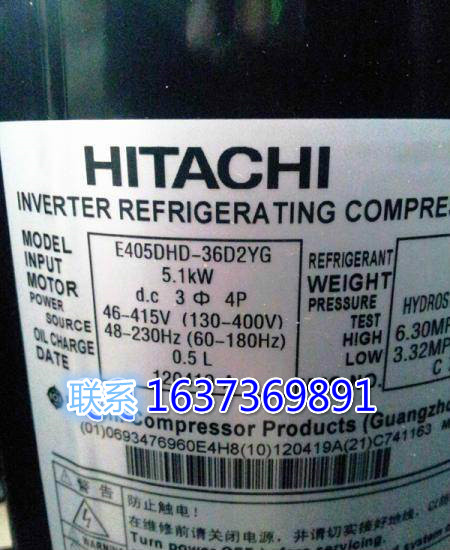 HITACHI
INVERTER REFRIGERATING COMPRES
MODEL E405DHD-36D2YG REFRIGERANT
INPUT 5.1kW WEIGHT
MOTOR d.c 3 Φ 4P PRESSURE HYDROS
POWER SOURCE 46-415V (130-400V) TEST
48-230Hz (60-180Hz) HIGH 6.30MP
OIL CHARGE 0.5 L LOW 3.32MP
DATE NO. C
联系 1637369891
Compressor Products (Guangzho
(01)0693476960E4H8(10)120419A(21)C741163
警告 防止触电！
在维修前请关闭电源，并请切实接好地线，以
Turn power OFF before servicing.